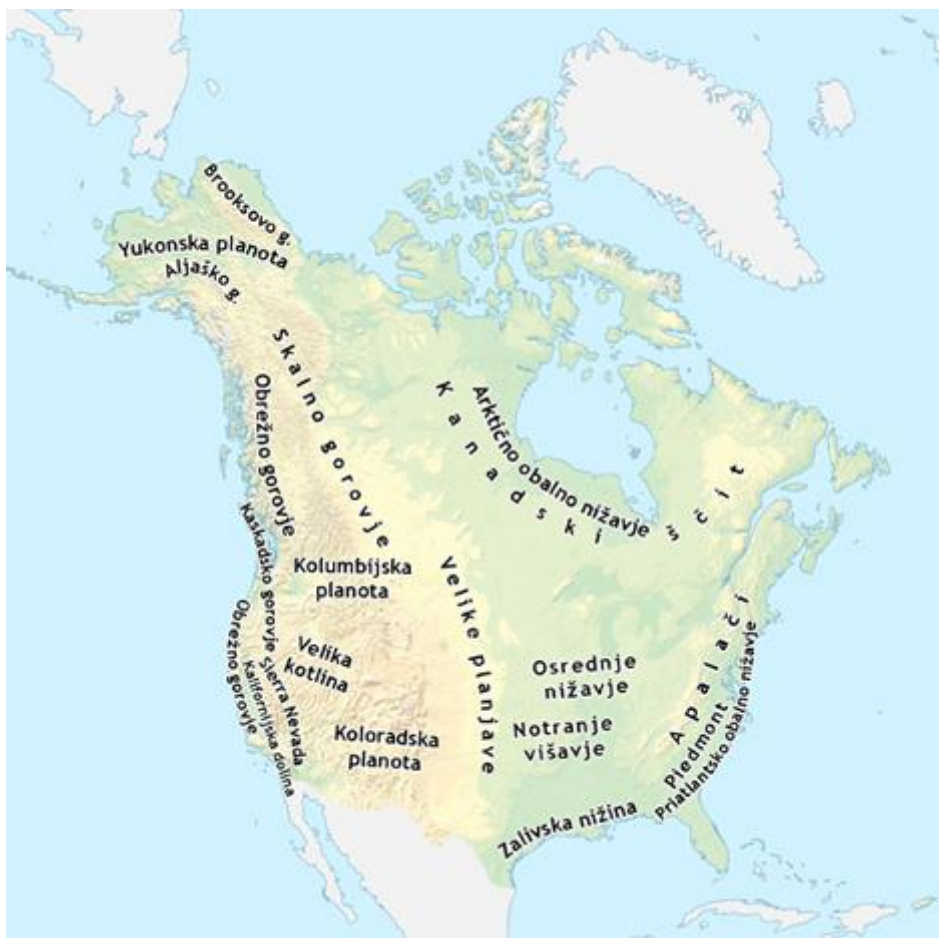 Brooksovo g.
Yukonska planota
Aljaško g.
Skalno gorovje
Obrežno gorovje
Arktično obalno nižavje
Kanadski ščit
Kaskadsko gorovje
Kolumbijska
planota
Velike planjave
Obrežno gorovje
Velika
kotlina
Sierra Nevada
Kalifornijska dolina
Koloradska
planota
Osrednje
nižavje
Notranje
višavje
Apalači
Piedmont
Priatlantsko obalno nižavje
Zalivska nižina